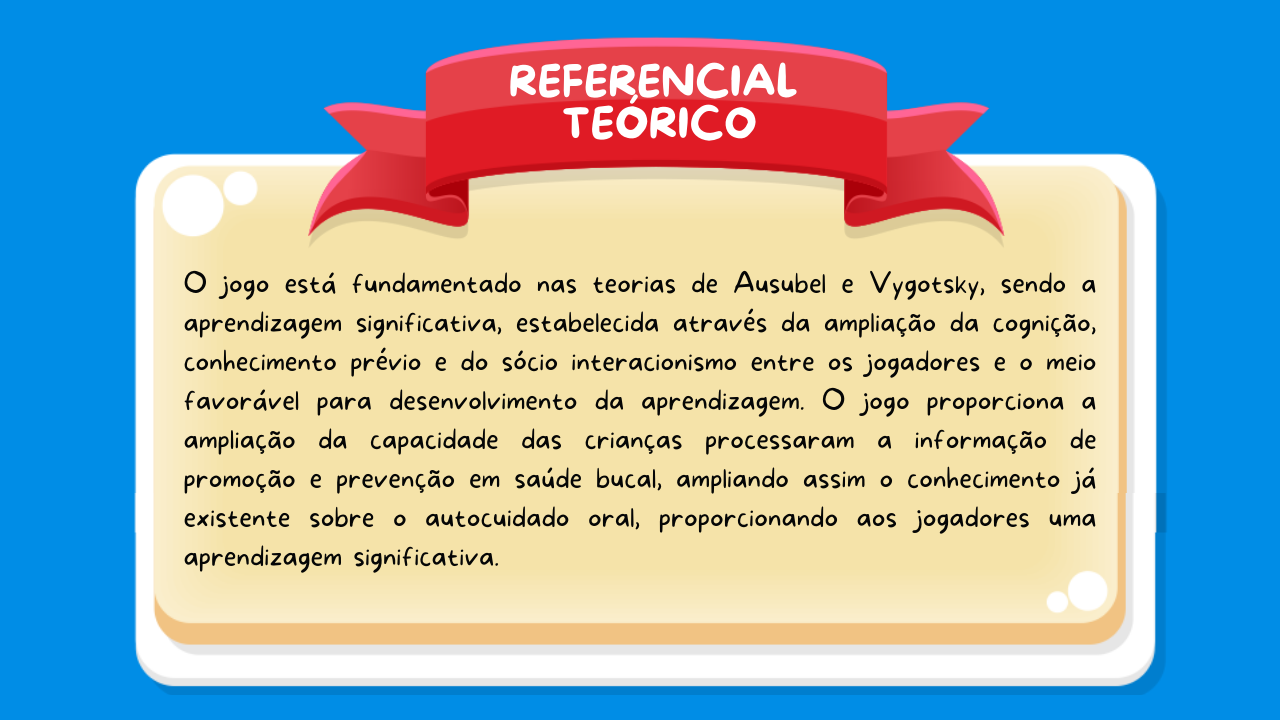 REFERENCIAL
TEÓRICO
O jogo está fundamentado nas teorias de Ausubel e Vygotsky, sendo a
aprendizagem significativa, estabelecida através da ampliação da cognição,
conhecimento prévio e do sócio interacionismo entre os jogadores e o meio
favorável para desenvolvimento da aprendizagem. O jogo proporciona a
ampliação da capacidade das crianças processaram a informação de
promoção e prevenção em saúde bucal, ampliando assim o conhecimento já
existente sobre o autocuidado oral, proporcionando aos jogadores uma
aprendizagem significativa.